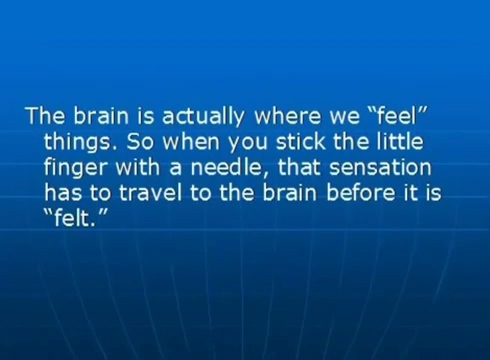 The brain is actually where we “feel”
things. So when you stick the little
finger with a needle, that sensation
has to travel to the brain before it is
“felt.”